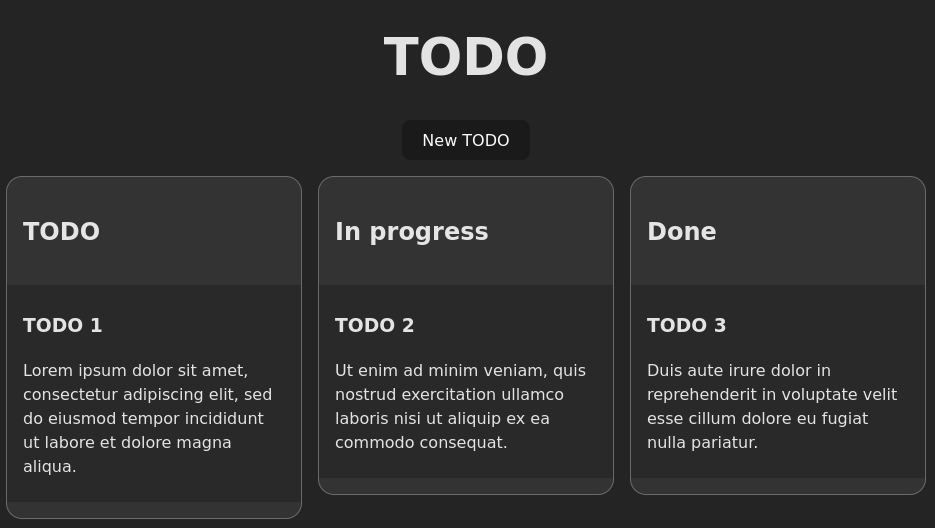 TODO
New TODO
TODO
TODO 1
Lorem ipsum dolor sit amet,
consectetur adipiscing elit, sed
do eiusmod tempor incididunt
ut labore et dolore magna
aliqua.
In progress
TODO 2
Ut enim ad minim veniam, quis
nostrud exercitation ullamco
laboris nisi ut aliquip ex ea
commodo consequat.
Done
TODO 3
Duis aute irure dolor in
reprehenderit in voluptate velit
esse cillum dolore eu fugiat
nulla pariatur.